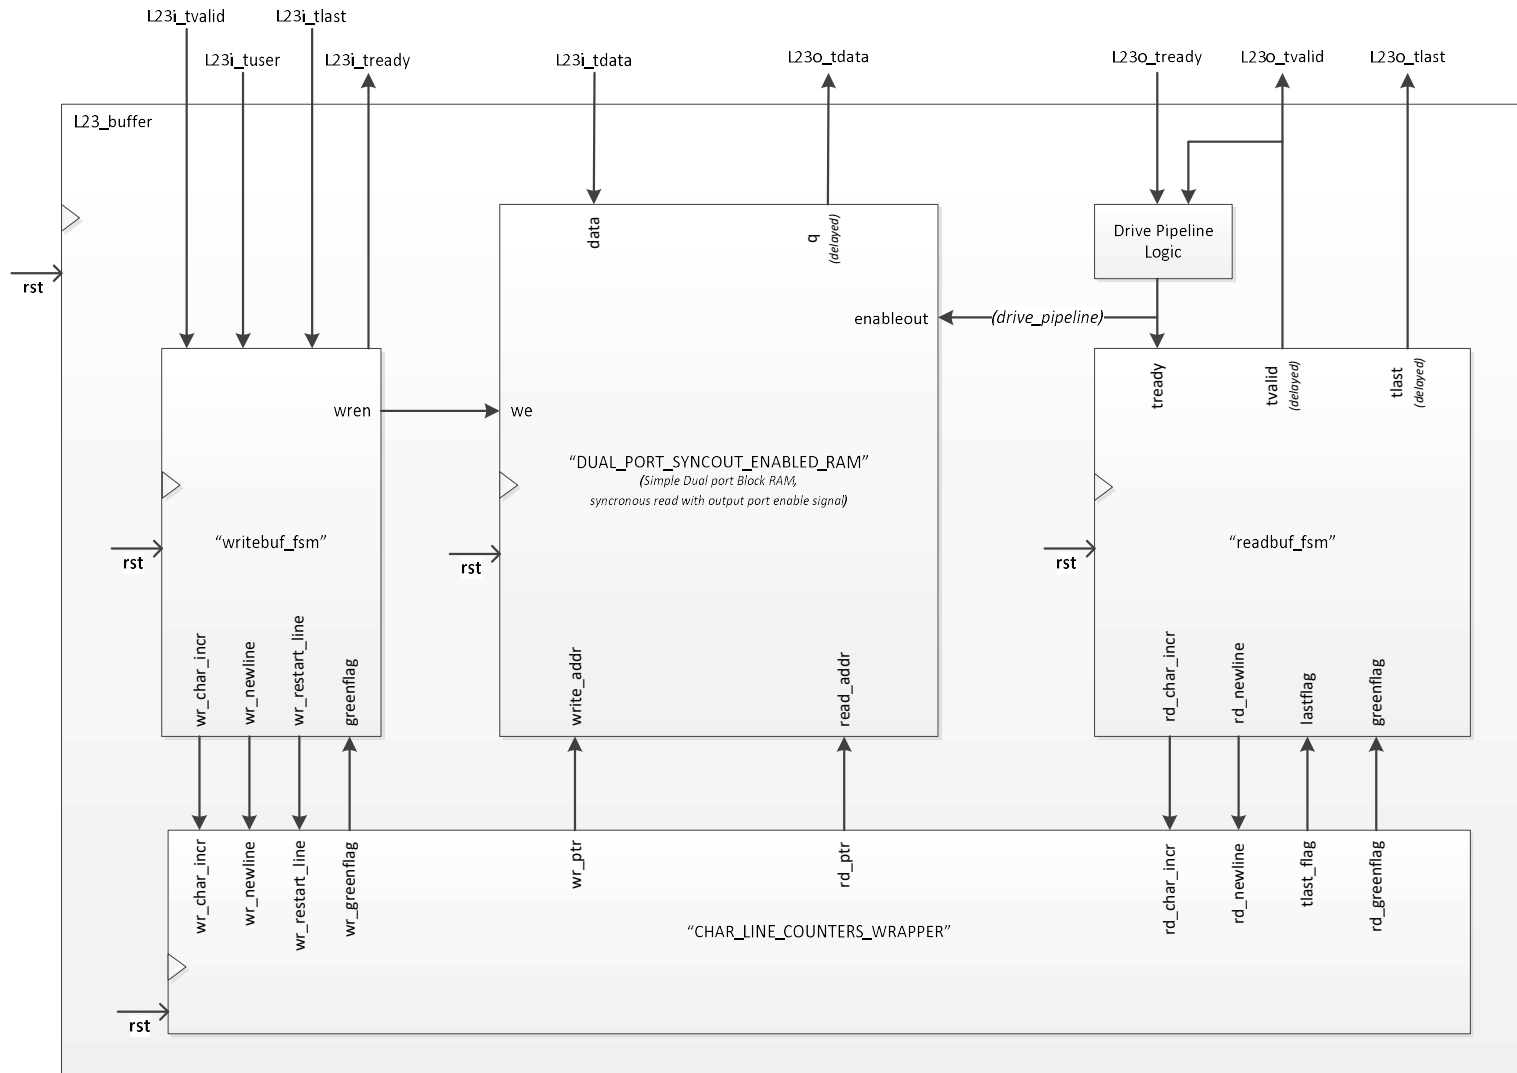 L23i_tvalid
L23i_tlast
L23i_tuser
L23i_tready
L23i_tdata
L23o_tdata
L23o_tready
L23o_tvalid
L23o_tlast
L23_buffer
rst
data
q
(delayed)
Drive Pipeline
Logic
enableout
(drive_pipeline)
tready
tvalid
(delayed)
tlast
(delayed)
wren
we
“DUAL_PORT_SYNCOUT_ENABLED_RAM”
(Simple Dual port Block RAM,
syncronous read with output port enable signal)
“writebuf_fsm”
“readbuf_fsm”
rst
rst
rst
wr_char_incr
wr_newline
wr_restart_line
greenflag
write_addr
read_addr
rd_char_incr
rd_newline
lastflag
greenflag
wr_char_incr
wr_newline
wr_restart_line
wr_greenflag
wr_ptr
rd_ptr
rd_char_incr
rd_newline
tlast_flag
rd_greenflag
“CHAR_LINE_COUNTERS_WRAPPER”
rst